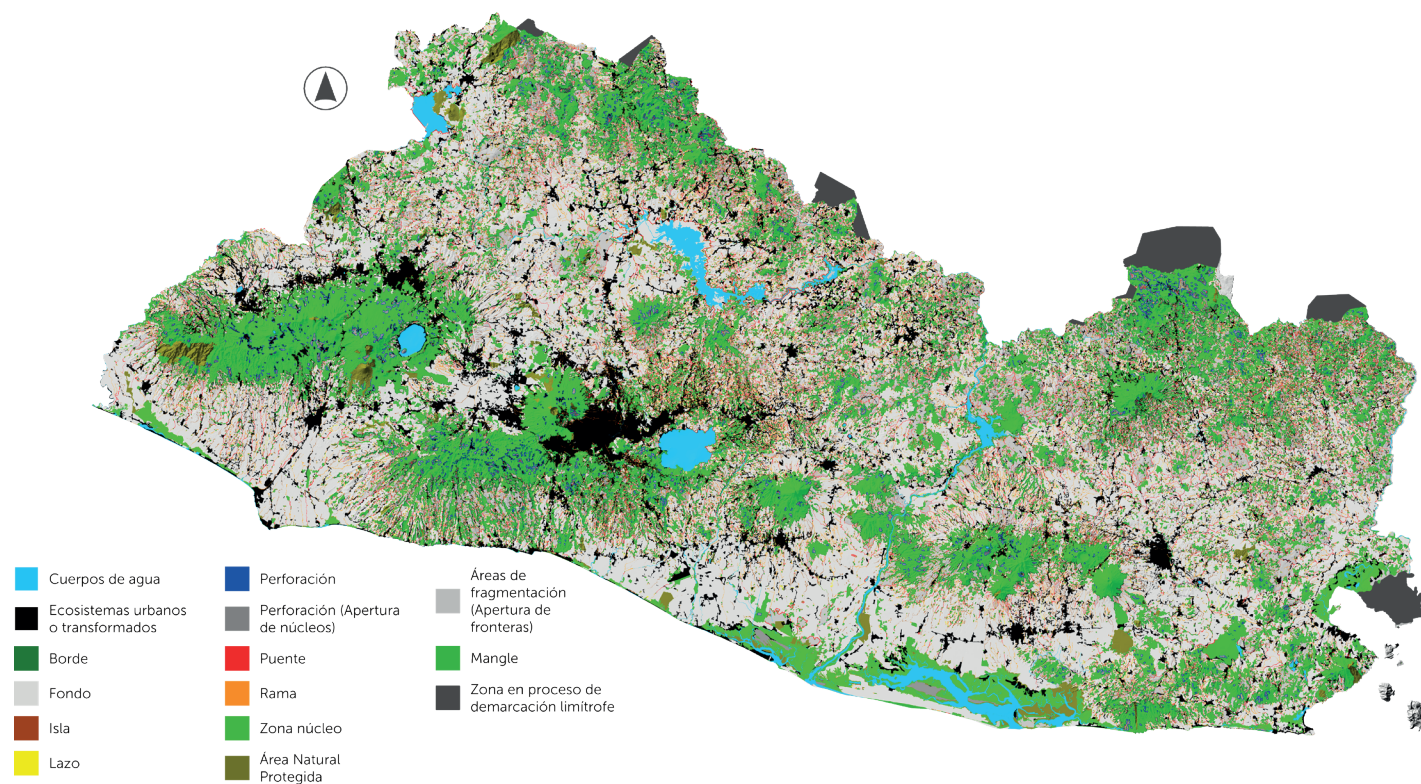 Cuerpos de agua
Ecosistemas urbanos
o transformados
Borde
Fondo
Isla
Lazo
Perforación
Perforación (Apertura
de núcleos)
Puente
Rama
Zona núcleo
Área Natural
Protegida
Áreas de
fragmentación
(Apertura de
fronteras)
Mangle
Zona en proceso de
demarcación limítrofe